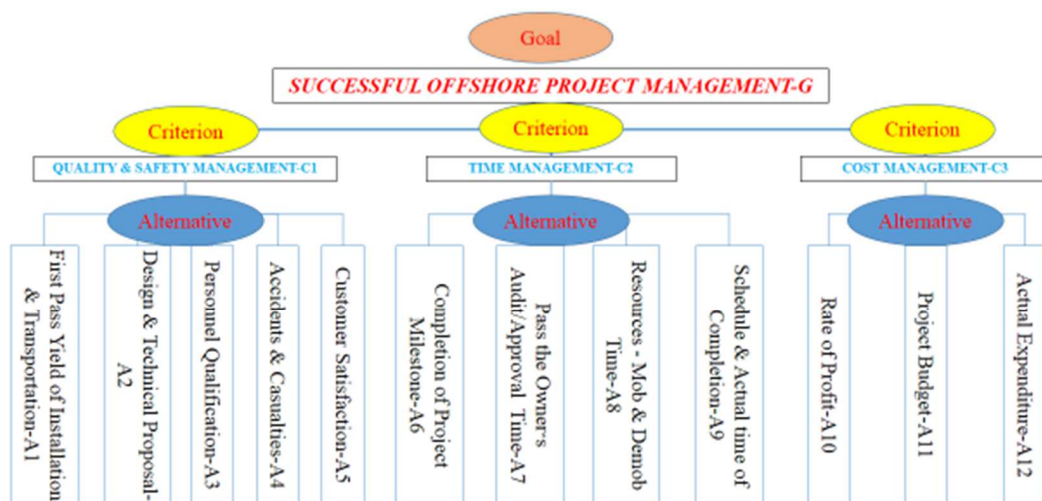 Goal
SUCCESSFUL OFFSHORE PROJECT MANAGEMENT-G
Criterion
Criterion
Criterion
QUALITY & SAFETY MANAGEMENT-C1
TIME MANAGEMENT-C2
COST MANAGEMENT-C3
Alternative
Alternative
Alternative
First Pass Yield of Installation
& Transportation-A1
Design & Technical Proposal-
A2
Personnel Qualification-A3
Accidents & Casualties-A4
Customer Satisfaction-A5
Completion of Project
Milestone-A6
Pass the Owner's
Audit/Approval Time-A7
Resources - Mob & Demob
Time-A8
Schedule & Actual time of
Completion-A9
Rate of Profit-A10
Project Budget-A11
Actual Expenditure-A12